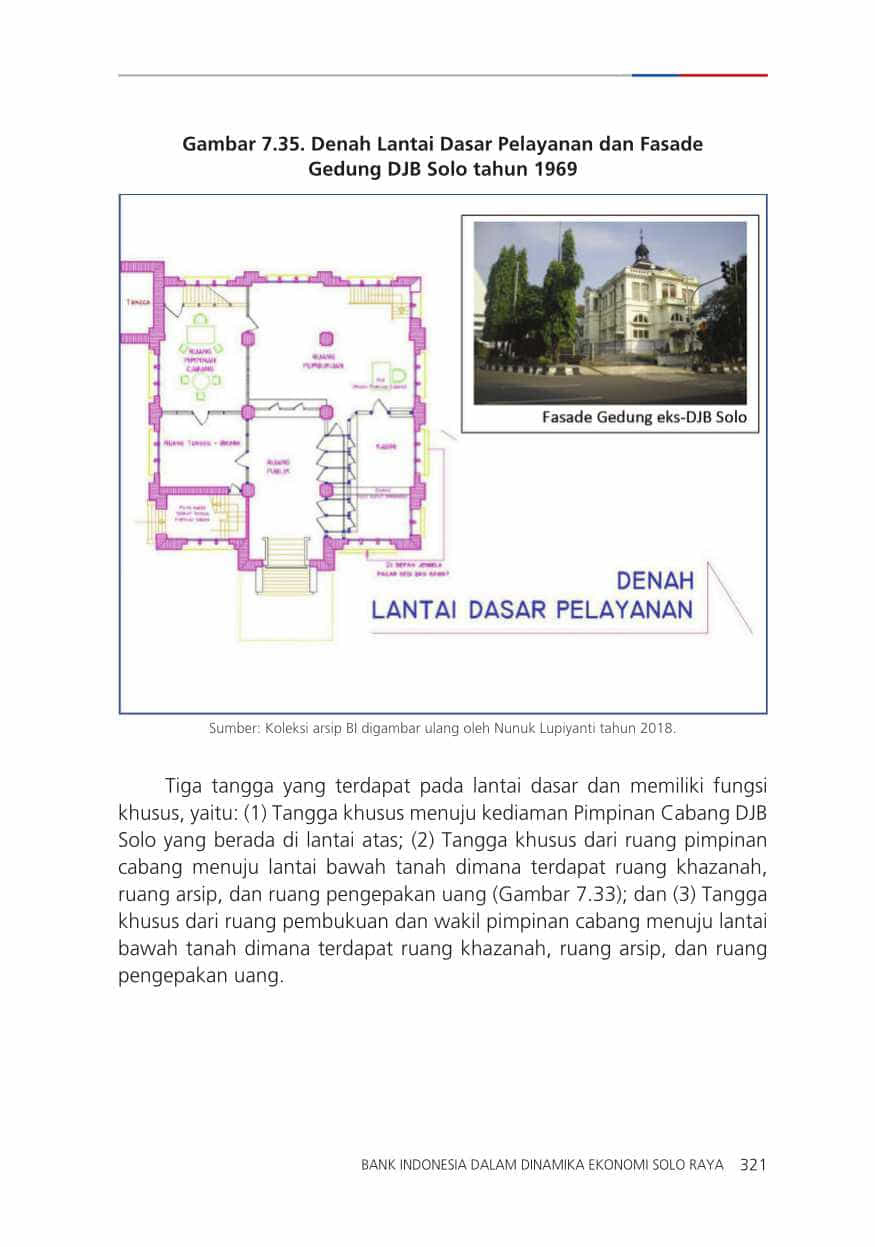 Gambar 7.35. Denah Lantai Dasar Pelayanan dan Fasade
Gedung DJB Solo tahun 1969
Tangga
RUANG
PIMPINAN
CABANG
RUANG
PEMBUKUAN
Fasade Gedung eks-DJB Solo
RUANG
PUBLIK
KASIR
DENAH
LANTAI DASAR PELAYANAN
Sumber: Koleksi arsip BI digambar ulang oleh Nunuk Lupiyanti tahun 2018.
Tiga tangga yang terdapat pada lantai dasar dan memiliki fungsi
khusus, yaitu: (1) Tangga khusus menuju kediaman Pimpinan Cabang DJB
Solo yang berada di lantai atas; (2) Tangga khusus dari ruang pimpinan
cabang menuju lantai bawah tanah dimana terdapat ruang khazanah,
ruang arsip, dan ruang pengepakan uang (Gambar 7.33); dan (3) Tangga
khusus dari ruang pembukuan dan wakil pimpinan cabang menuju lantai
bawah tanah dimana terdapat ruang khazanah, ruang arsip, dan ruang
pengepakan uang.
BANK INDONESIA DALAM DINAMIKA EKONOMI SOLO RAYA 321